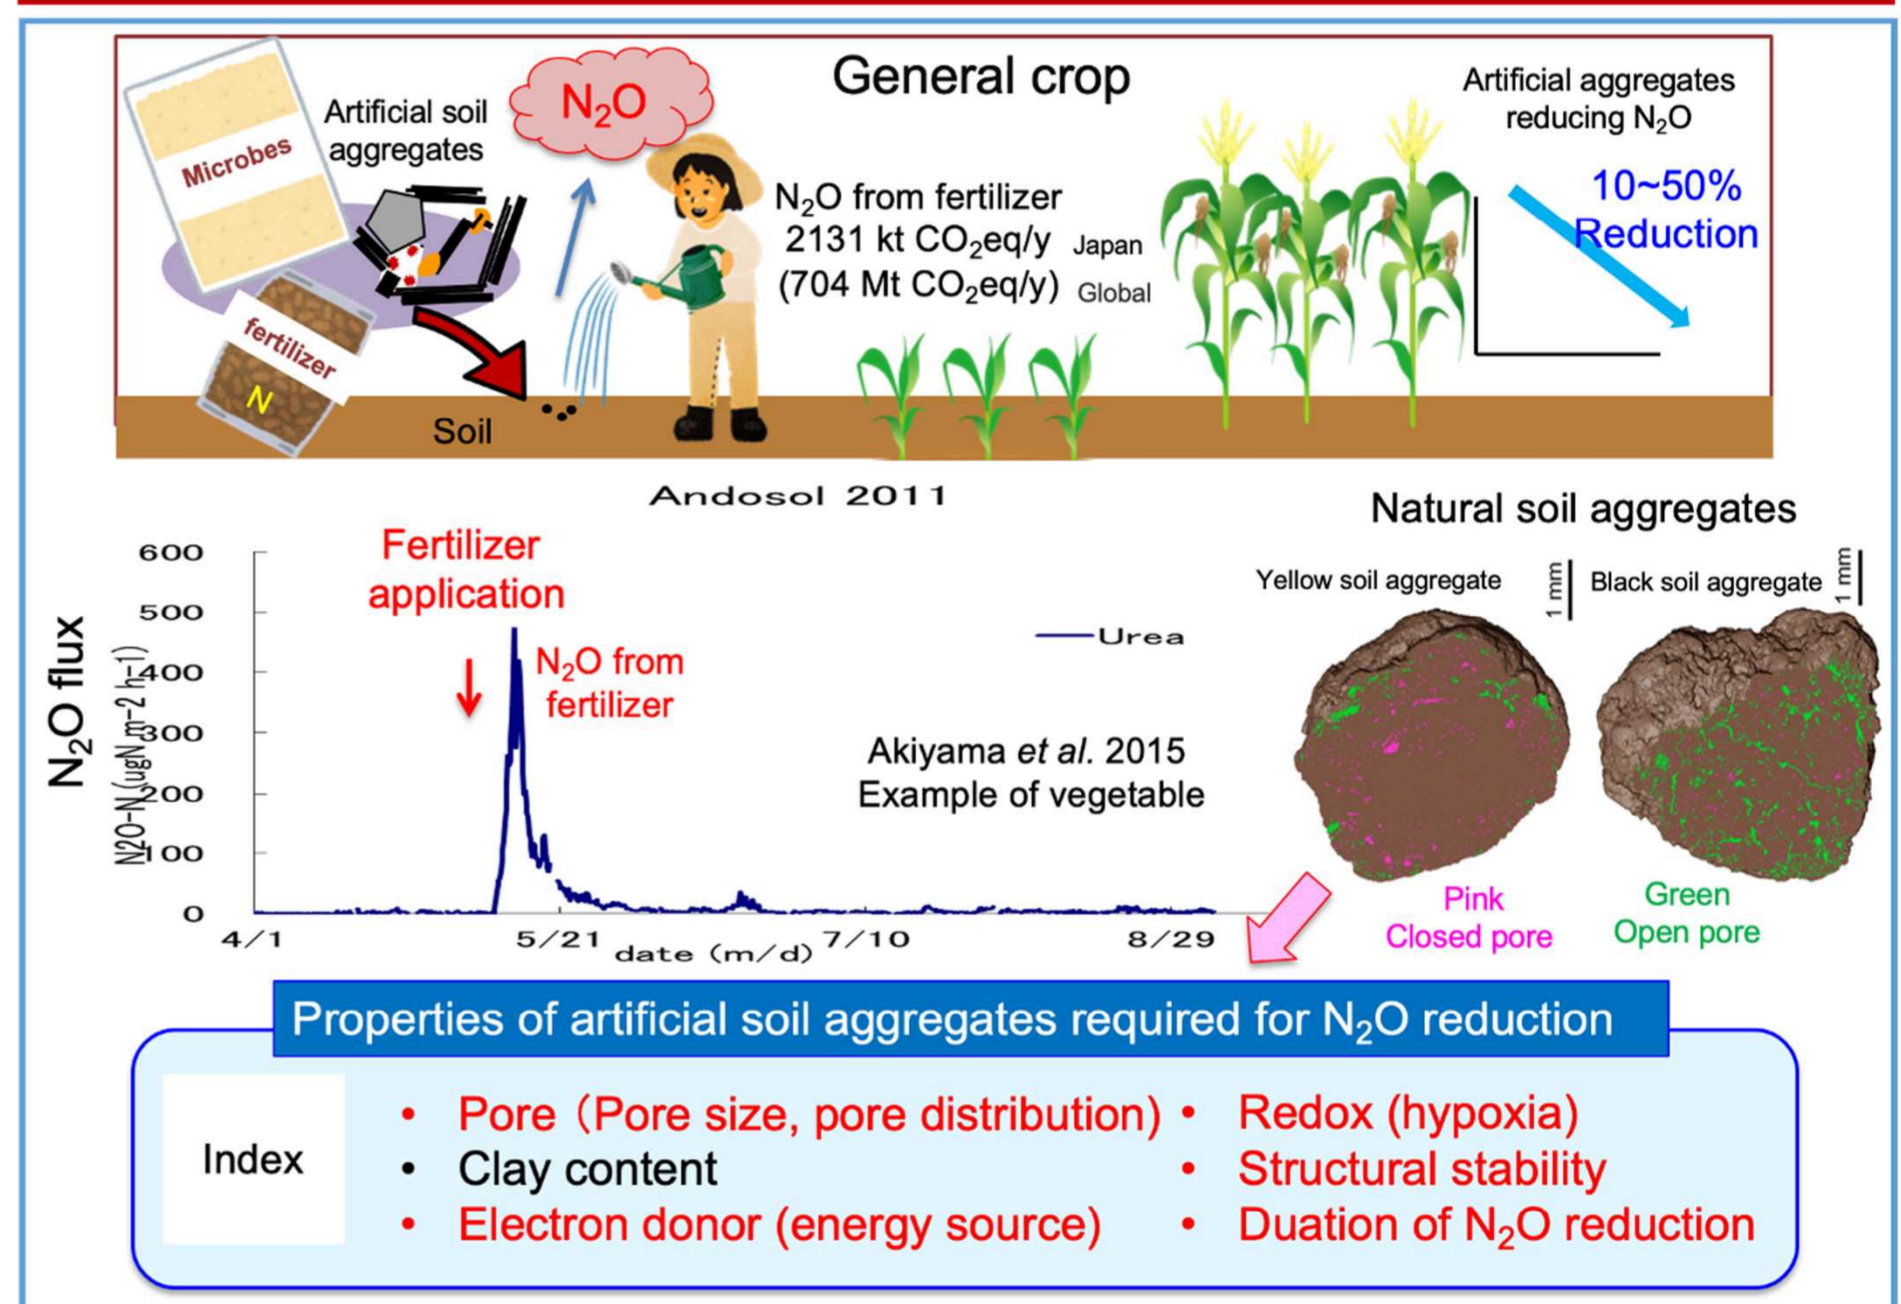 Microbes
Artificial soil
aggregates
N₂O
General crop
Artificial aggregates
reducing N₂O
10~50%
Reduction
N₂O from fertilizer
2131 kt CO₂eq/y Japan
(704 Mt CO₂eq/y) Global
fertilizer
N
Soil
Andosol 2011
N₂O flux
N2O-N (ugN m-2 h-1)
600
500
400
300
200
100
0
Fertilizer
application
N₂O from
fertilizer
Urea
Akiyama et al. 2015
Example of vegetable
4/1
5/21
7/10
8/29
date (m/d)
Natural soil aggregates
Yellow soil aggregate
1 mm
Black soil aggregate
1 mm
Pink
Closed pore
Green
Open pore
Properties of artificial soil aggregates required for N₂O reduction
Index
• Pore (Pore size, pore distribution)
• Clay content
• Electron donor (energy source)
• Redox (hypoxia)
• Structural stability
• Duation of N₂O reduction